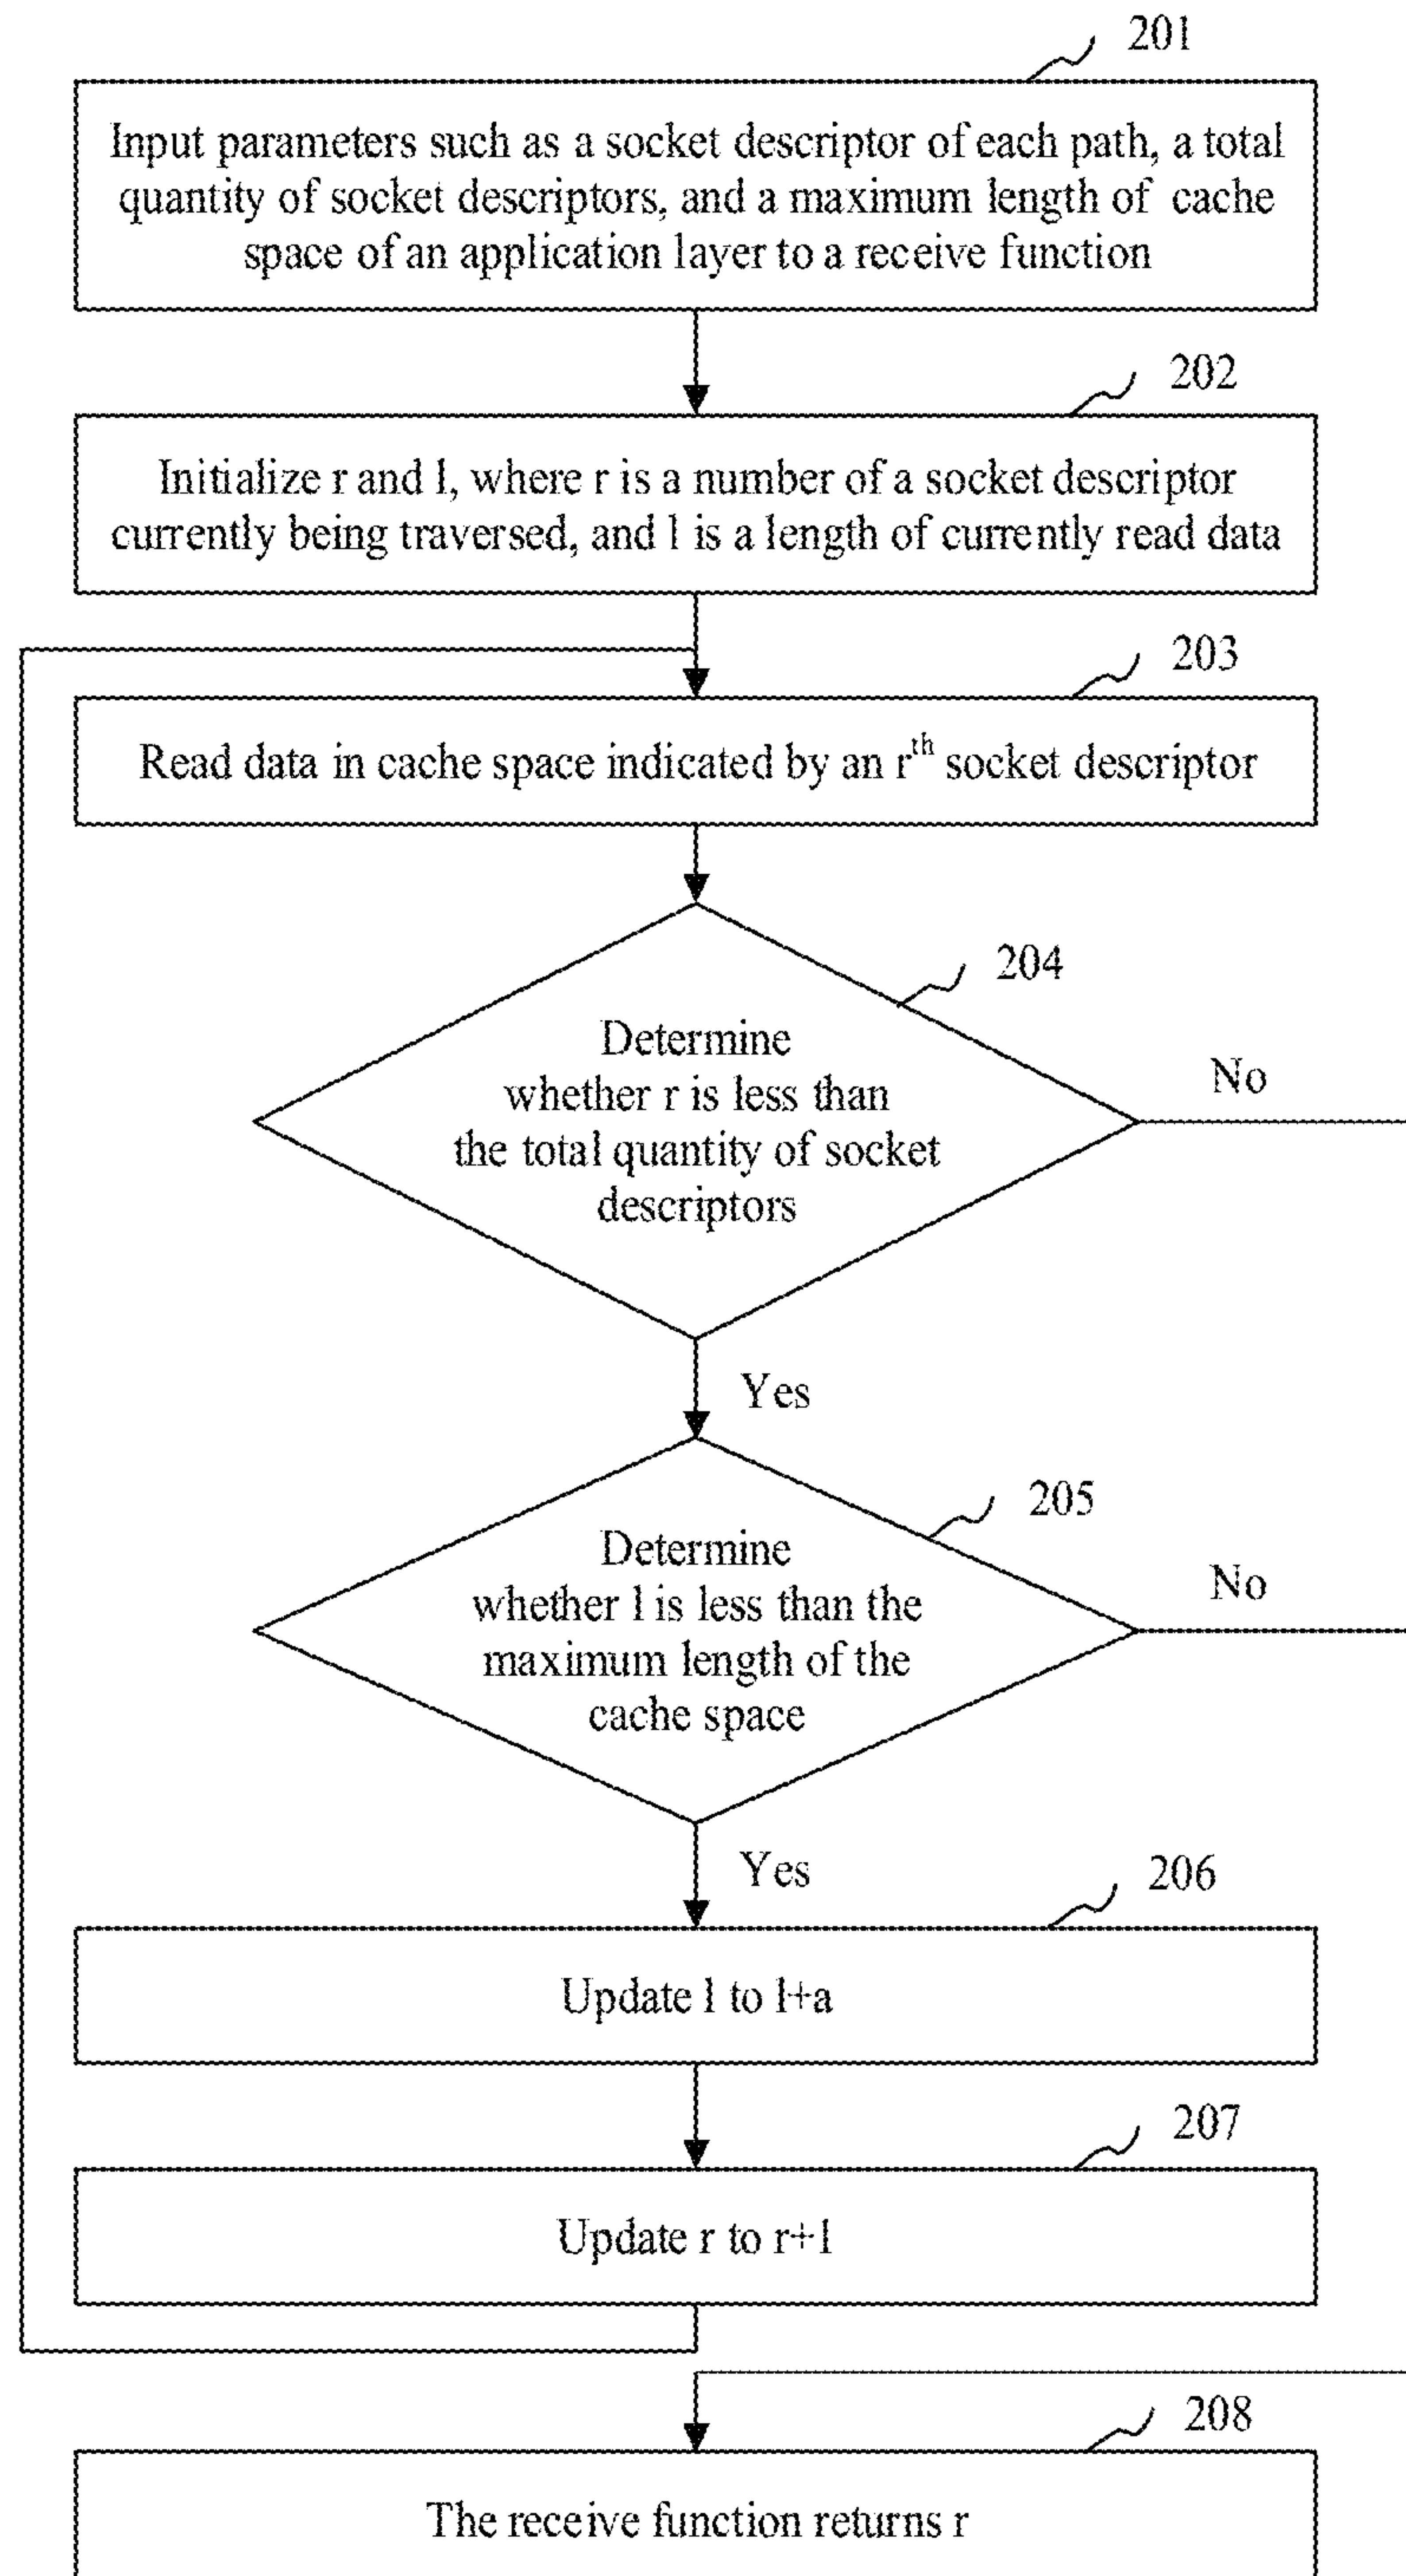 201
Input parameters such as a socket descriptor of each path, a total
quantity of socket descriptors, and a maximum length of cache
space of an application layer to a receive function
202
Initialize r and l, where r is a number of a socket descriptor
currently being traversed, and l is a length of currently read data
203
Read data in cache space indicated by an rth socket descriptor
204
Determine
whether r is less than
the total quantity of socket
descriptors
No
Yes
205
Determine
whether l is less than the
maximum length of the
cache space
No
Yes
206
Update l to l+a
207
Update r to r+1
208
The receive function returns r